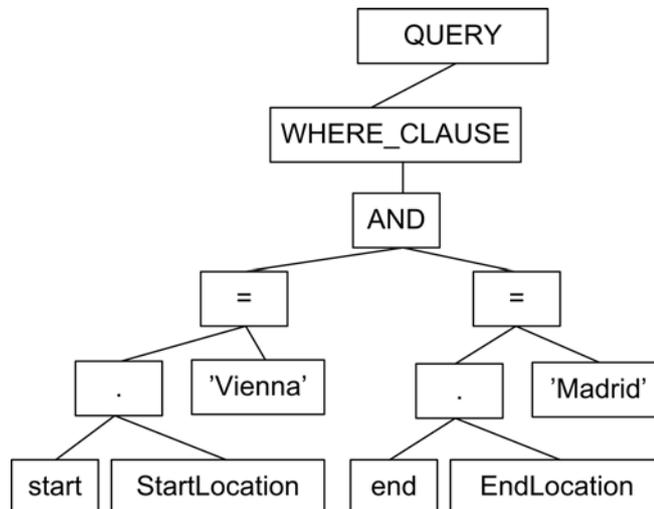 QUERY
WHERE_CLAUSE
AND
= =
. ’Vienna’ . ’Madrid’
start StartLocation end EndLocation